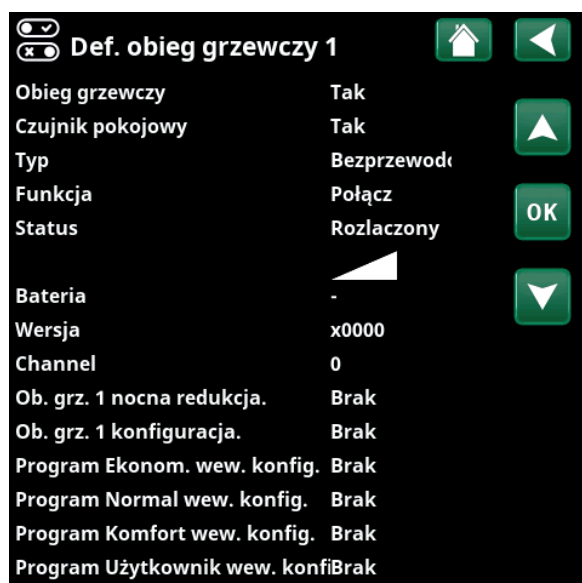 Def. obieg grzewczy 1
Obieg grzewczy Tak
Czujnik pokojowy Tak
Typ Bezprzewodo
Funkcja Połącz
Status Rozlaczony
OK
Bateria -
Wersja x0000
Channel 0
Ob. grz. 1 nocna redukcja. Brak
Ob. grz. 1 konfiguracja. Brak
Program Ekonom. wew. konfig. Brak
Program Normal wew. konfig. Brak
Program Komfort wew. konfig. Brak
Program Użytkownik wew. konfiBrak